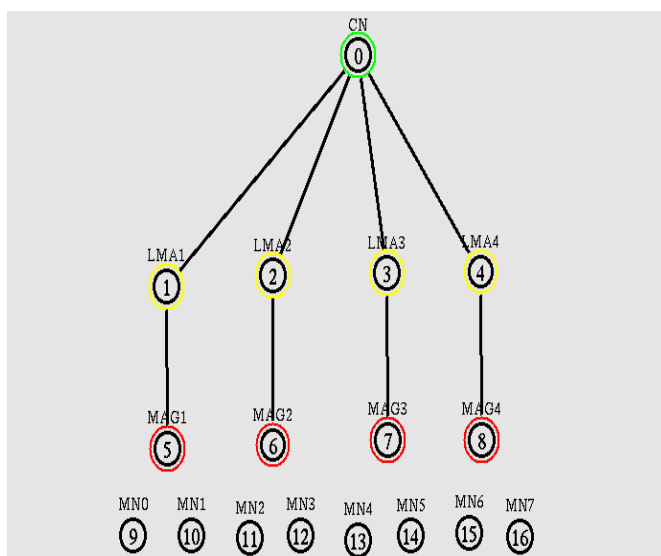 CN
0
LMA1 LMA2 LMA3 LMA4
1 2 3 4
MAG1 MAG2 MAG3 MAG4
5 6 7 8
MN0 MN1 MN2 MN3 MN4 MN5 MN6 MN7
9 10 11 12 13 14 15 16